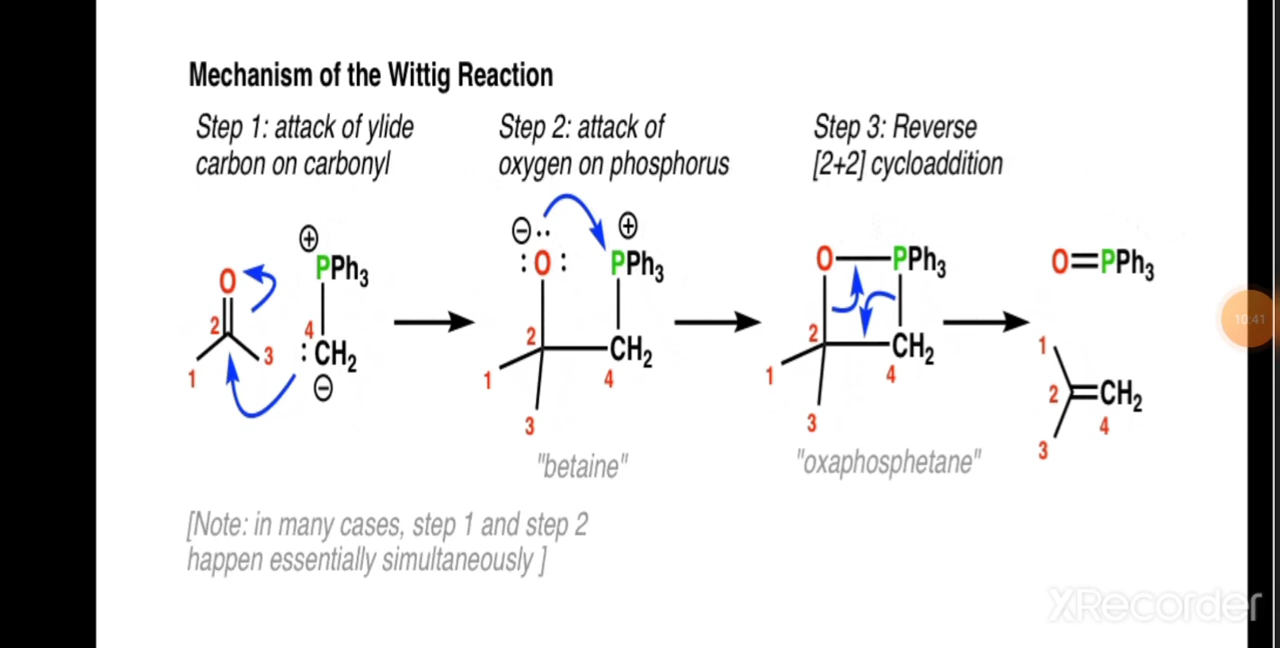 Mechanism of the Wittig Reaction
Step 1: attack of ylide
carbon on carbonyl
Step 2: attack of
oxygen on phosphorus
Step 3: Reverse
[2+2] cycloaddition
O
2
1
3
⊕
PPh₃
4
:CH₂
⊖
⊖..
:O:
⊕
PPh₃
2
CH₂
1
4
3
"betaine"
O PPh₃
2
CH₂
1
4
3
"oxaphosphetane"
O=PPh₃
1
2 =CH₂
4
3
[Note: in many cases, step 1 and step 2
happen essentially simultaneously ]
10:41
XRecorder